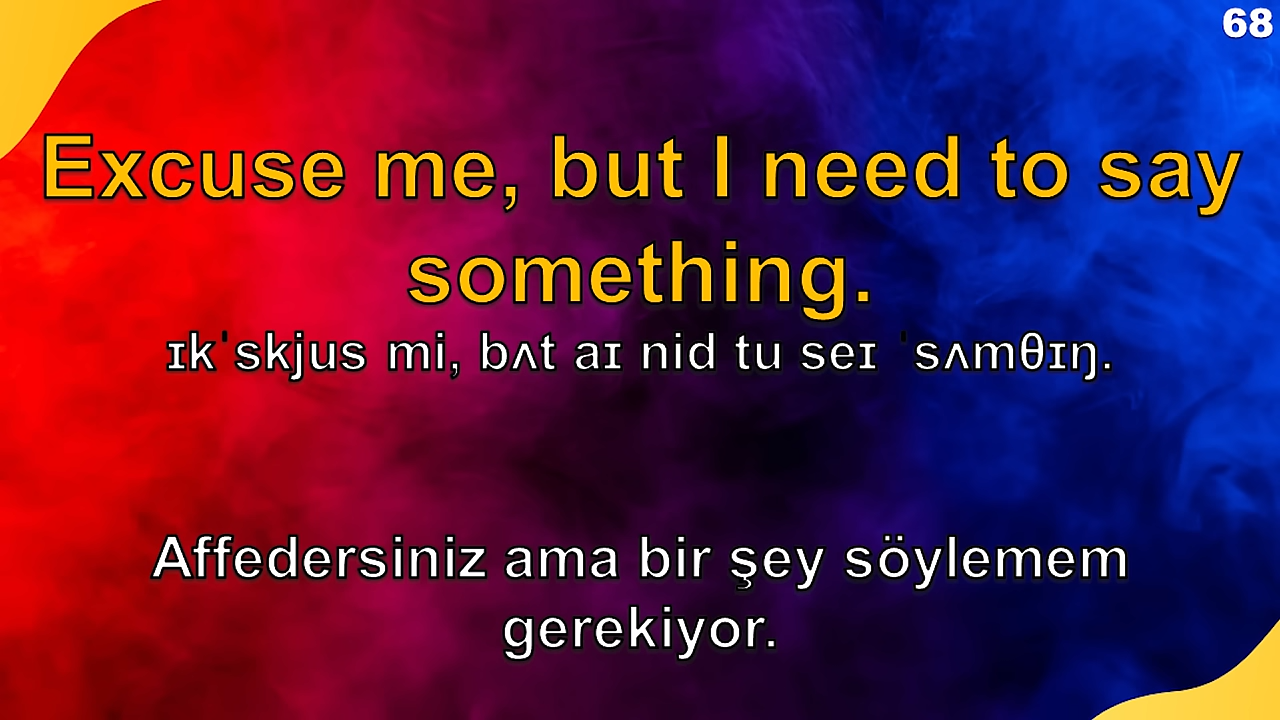 68
Excuse me, but I need to say
something.
ɪkˈskjus mi, bʌt aɪ nid tu seɪ ˈsʌmθɪŋ.
Affedersiniz ama bir şey söylemem
gerekiyor.